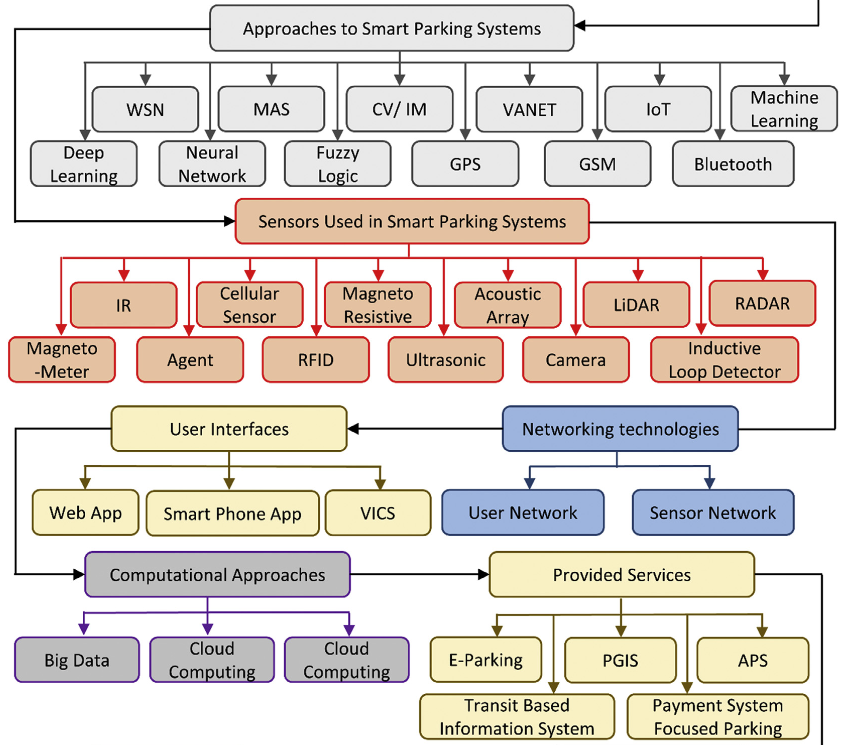 Approaches to Smart Parking Systems
WSN
MAS
CV/ IM
VANET
IoT
Machine
Learning
Deep
Learning
Neural
Network
Fuzzy
Logic
GPS
GSM
Bluetooth
Sensors Used in Smart Parking Systems
IR
Cellular
Sensor
Magneto
Resistive
Acoustic
Array
LiDAR
RADAR
Magneto
-Meter
Agent
RFID
Ultrasonic
Camera
Inductive
Loop Detector
User Interfaces
Networking technologies
Web App
Smart Phone App
VICS
User Network
Sensor Network
Computational Approaches
Provided Services
Big Data
Cloud
Computing
Cloud
Computing
E-Parking
PGIS
APS
Transit Based
Information System
Payment System
Focused Parking